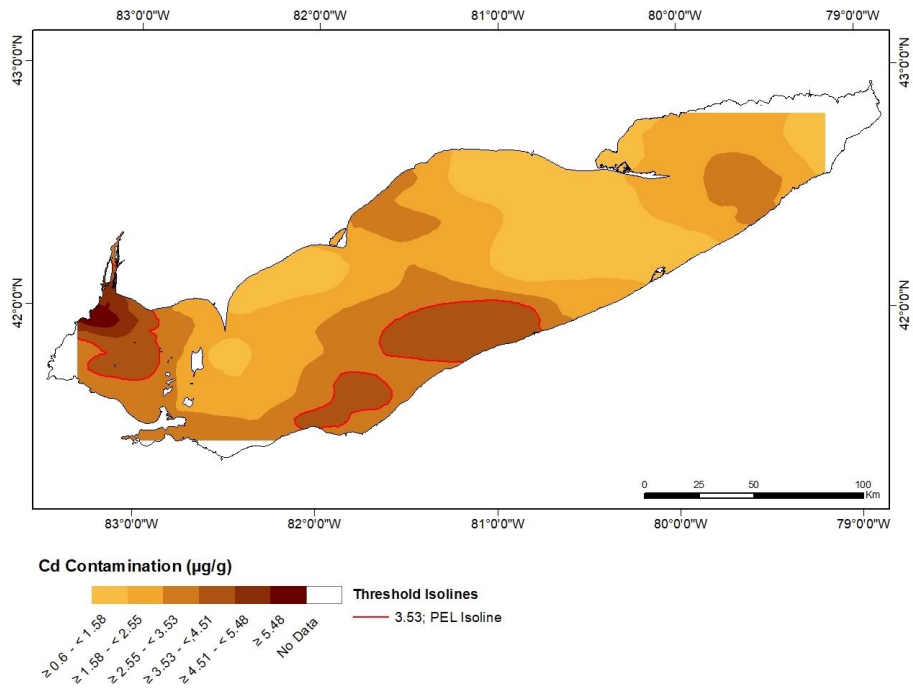 83°0'0"W 82°0'0"W 81°0'0"W 80°0'0"W 79°0'0"W
43°0'0"N 43°0'0"N
42°0'0"N 42°0'0"N
0 25 50 100
Km
83°0'0"W 82°0'0"W 81°0'0"W 80°0'0"W 79°0'0"W
Cd Contamination (µg/g)
≥ 0.6 - < 1.58
≥ 1.58 - < 2.55
≥ 2.55 - < 3.53
≥ 3.53 - <,4.51
≥ 4.51 - < 5.48
≥ 5.48
No Data
Threshold Isolines
3.53; PEL Isoline